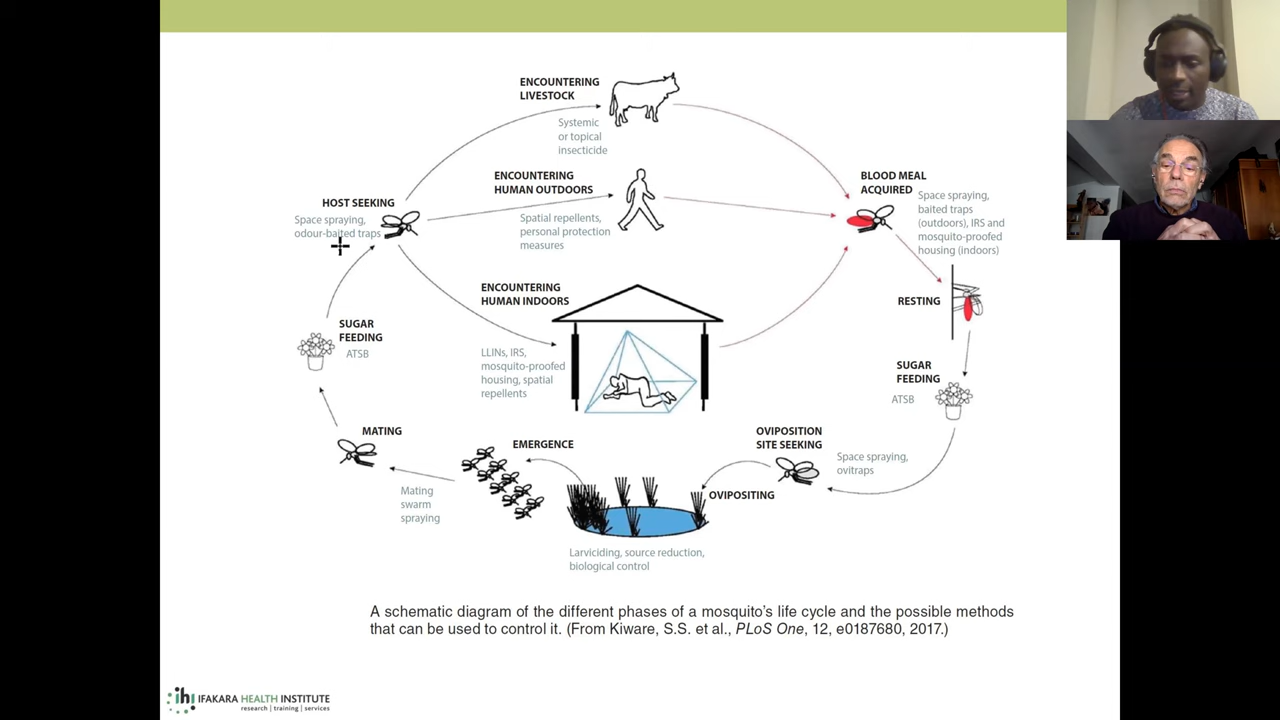 ENCOUNTERING
LIVESTOCK
Systemic
or topical
insecticide
ENCOUNTERING
HUMAN OUTDOORS
Spatial repellents,
personal protection
measures
BLOOD MEAL
ACQUIRED
Space spraying,
baited traps
(outdoors), IRS and
mosquito-proofed
housing (indoors)
HOST SEEKING
Space spraying,
odour-baited traps
ENCOUNTERING
HUMAN INDOORS
LLINs, IRS,
mosquito-proofed
housing, spatial
repellents
RESTING
SUGAR
FEEDING
ATSB
SUGAR
FEEDING
ATSB
MATING
Mating
swarm
spraying
EMERGENCE
OVIPOSITION
SITE SEEKING
Space spraying,
ovitraps
OVIPOSITING
Larviciding, source reduction,
biological control
A schematic diagram of the different phases of a mosquito's life cycle and the possible methods
that can be used to control it. (From Kiware, S.S. et al., PLoS One, 12, e0187680, 2017.)
ihi IFAKARA HEALTH INSTITUTE
research | training | services